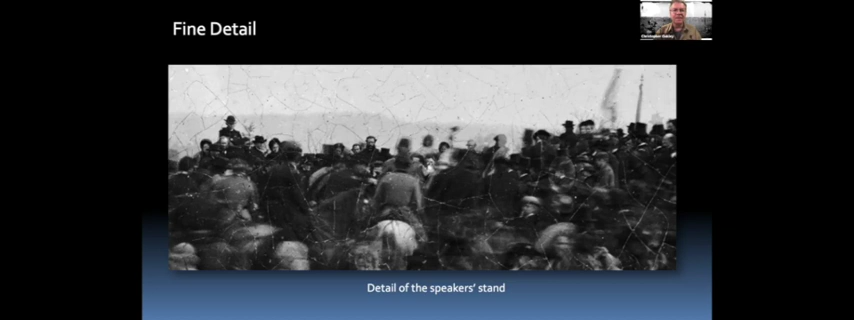 Fine Detail
Detail of the speakers' stand